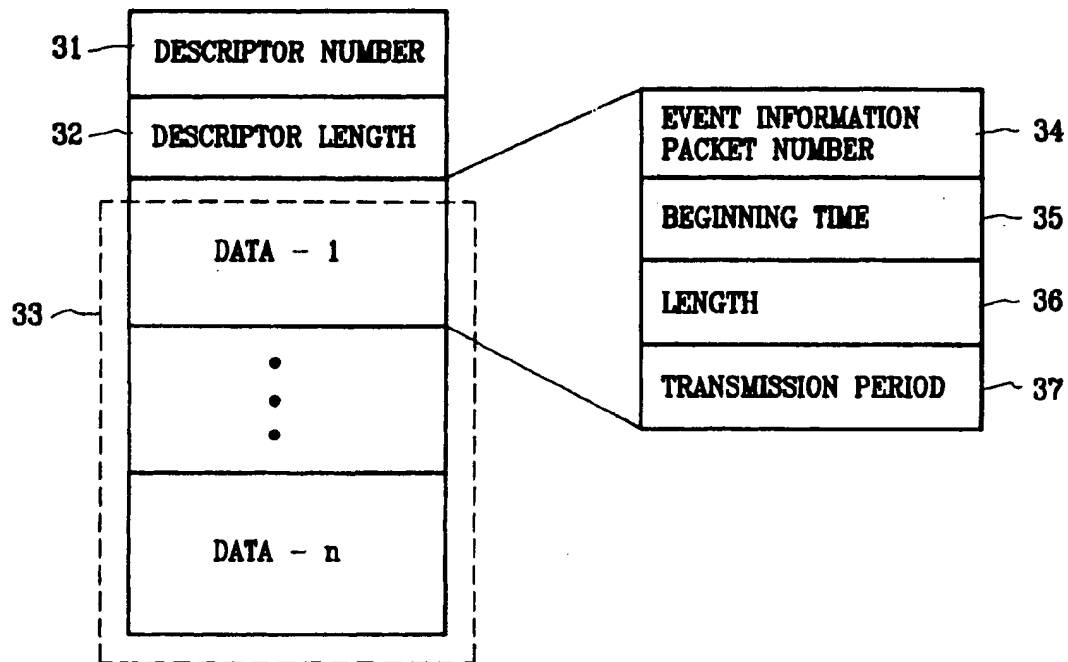 31
DESCRIPTOR NUMBER
32
DESCRIPTOR LENGTH
33
DATA - 1
DATA - n
EVENT INFORMATION
PACKET NUMBER
34
BEGINNING TIME
35
LENGTH
36
TRANSMISSION PERIOD
37